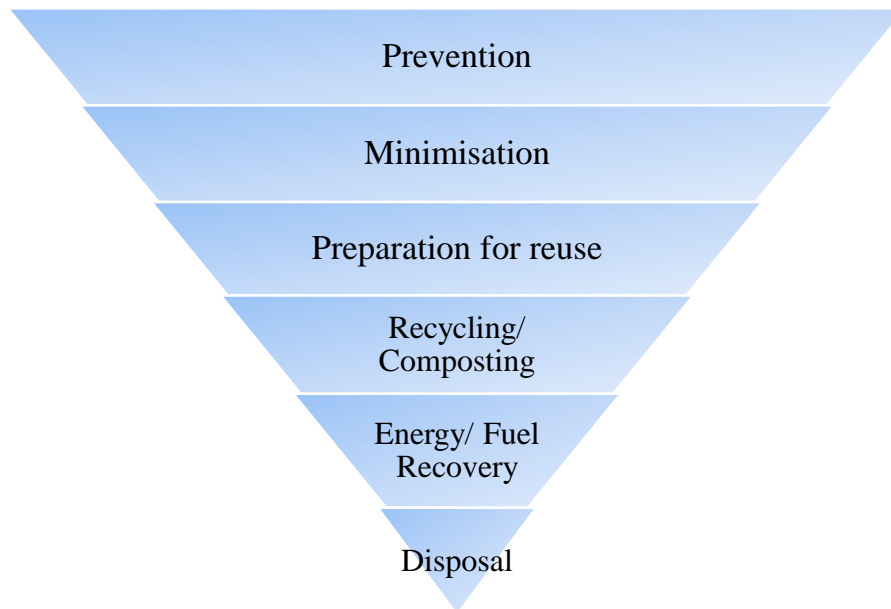 Prevention
Minimisation
Preparation for reuse
Recycling/
Composting
Energy/ Fuel
Recovery
Disposal